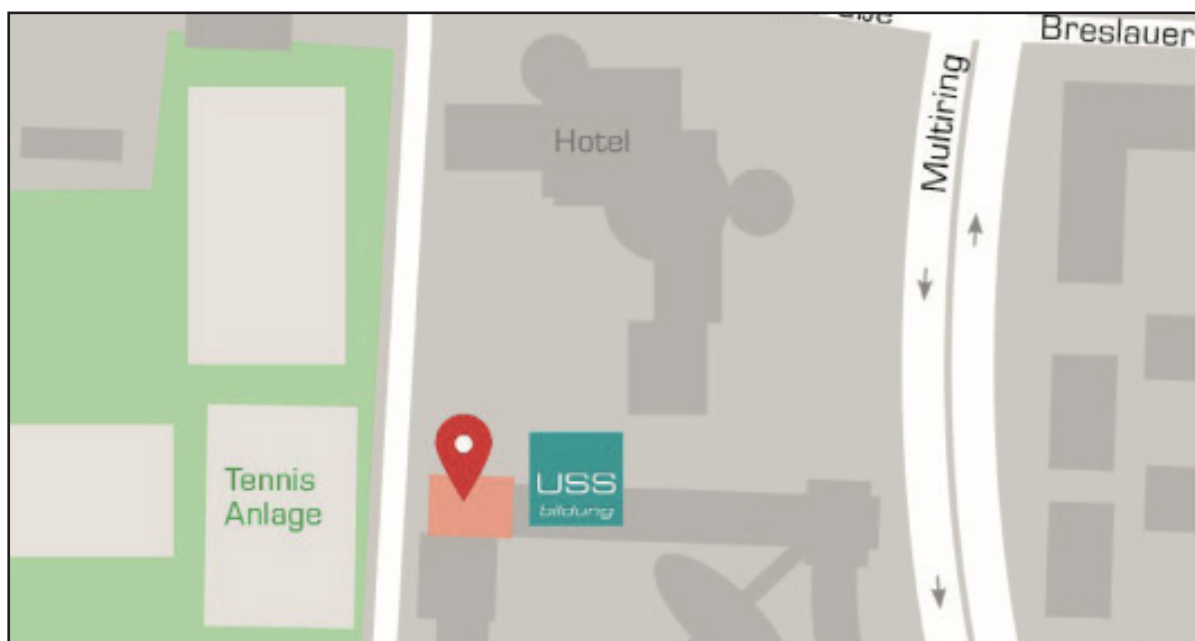 Breslauer
Multiring
Hotel
Tennis
Anlage
USS
bildung